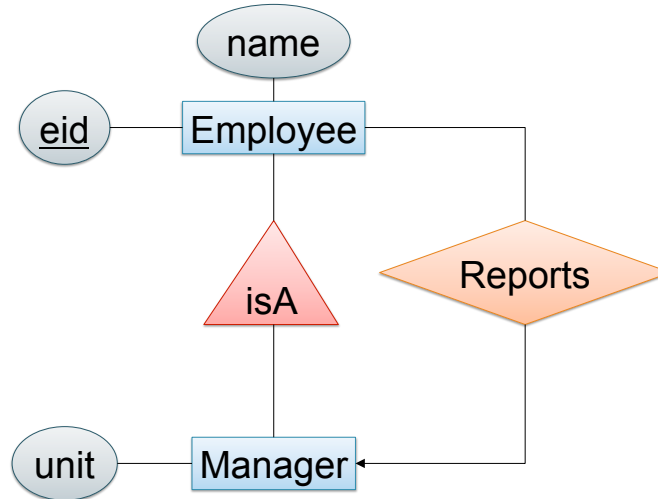 name
eid
Employee
Reports
isA
unit
Manager